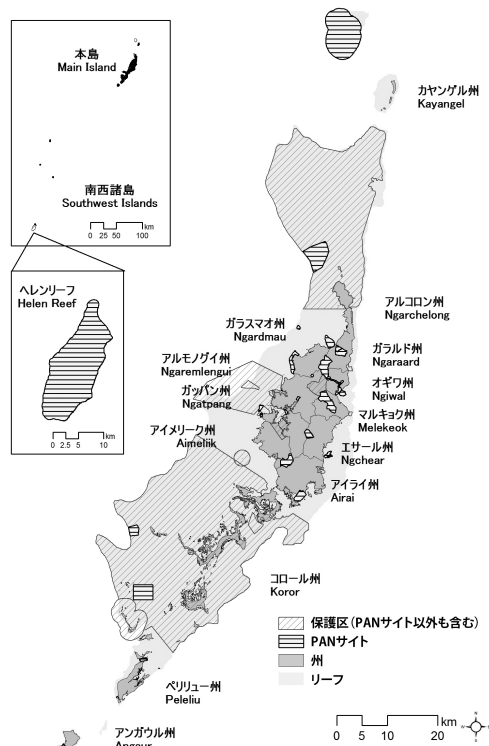 本島
Main Island
南西諸島
Southwest Islands
0 25 50 100
km
ヘレンリーフ
Helen Reef
0 2.5 5 10
km
カヤンゲル州
Kayangel
アルコロン州
Ngarchelong
ガラスマオ州
Ngardmau
ガラルド州
Ngaraard
アルモノグイ州
Ngaremlengui
オギワ州
Ngiwal
ガッパン州
Ngatpang
マルキョク州
Melekeok
アイメリーク州
Aimeliik
エサール州
Ngchear
アイライ州
Airai
コロール州
Koror
保護区(PANサイト以外も含む)
PANサイト
州
リーフ
ペリリュー州
Peleliu
アンガウル州
Angaur
0 5 10 20 km